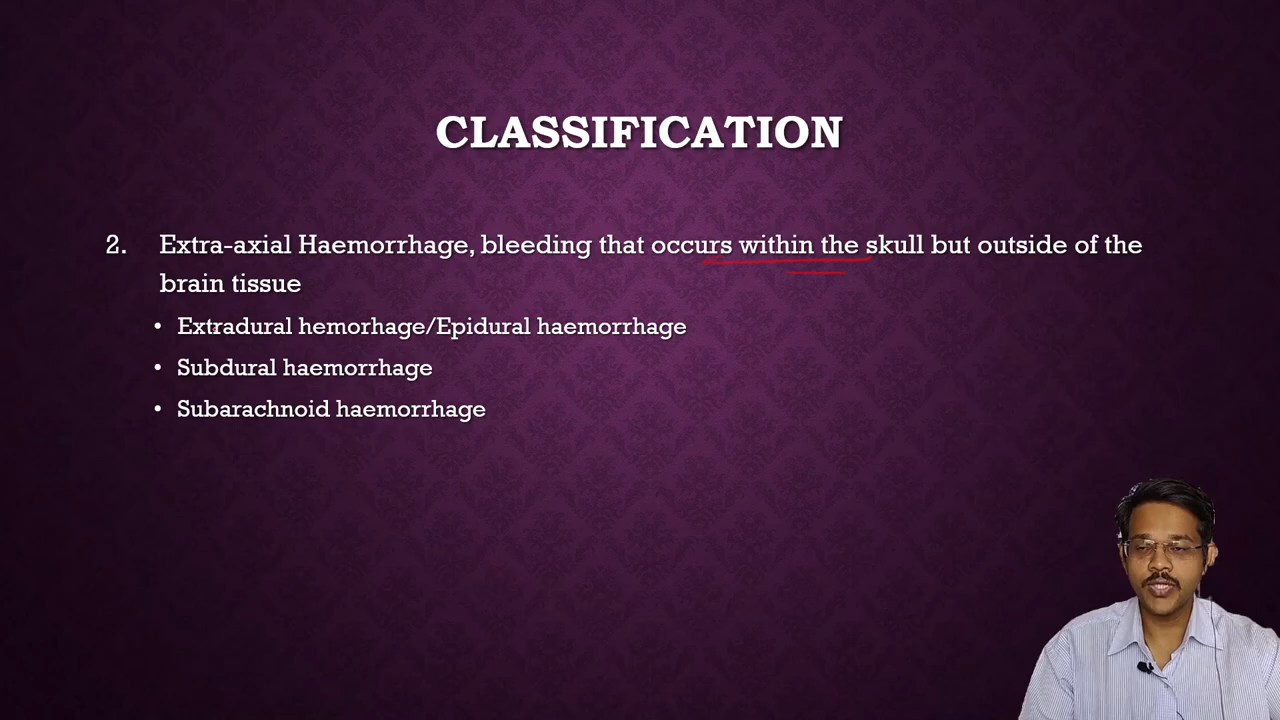 CLASSIFICATION
2. Extra-axial Haemorrhage, bleeding that occurs within the skull but outside of the
brain tissue
• Extradural hemorhage/Epidural haemorrhage
• Subdural haemorrhage
• Subarachnoid haemorrhage